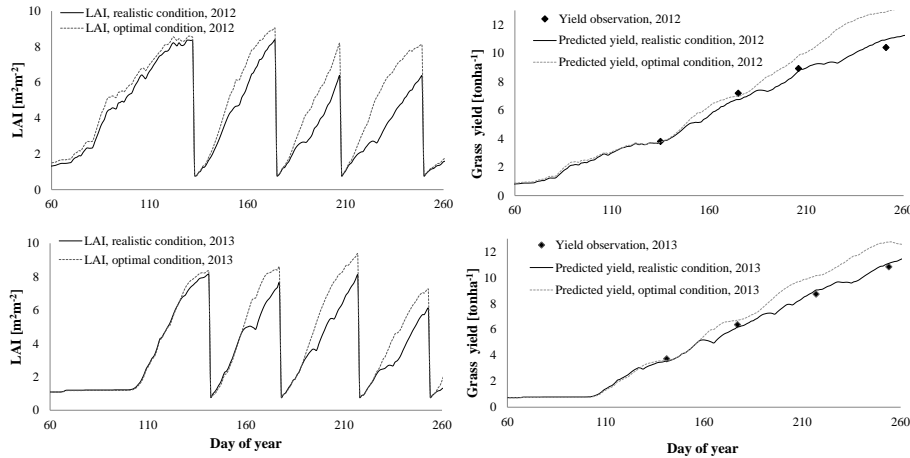 LAI, realistic condition, 2012
LAI, optimal condition, 2012
LAI [m²m⁻²]
10
8
6
4
2
0
60 110 160 210 260
Yield observation, 2012
Predicted yield, realistic condition, 2012
Predicted yield, optimal condition, 2012
Grass yield [tonha⁻¹]
12
10
8
6
4
2
0
60 110 160 210 260
LAI, realistic condition, 2013
LAI, optimal condition, 2013
LAI [m²m⁻²]
10
8
6
4
2
0
60 110 160 210 260
Day of year
Yield observation, 2013
Predicted yield, realistic condition, 2013
Predicted yield, optimal condition, 2013
Grass yield [tonha⁻¹]
12
10
8
6
4
2
0
60 110 160 210 260
Day of year